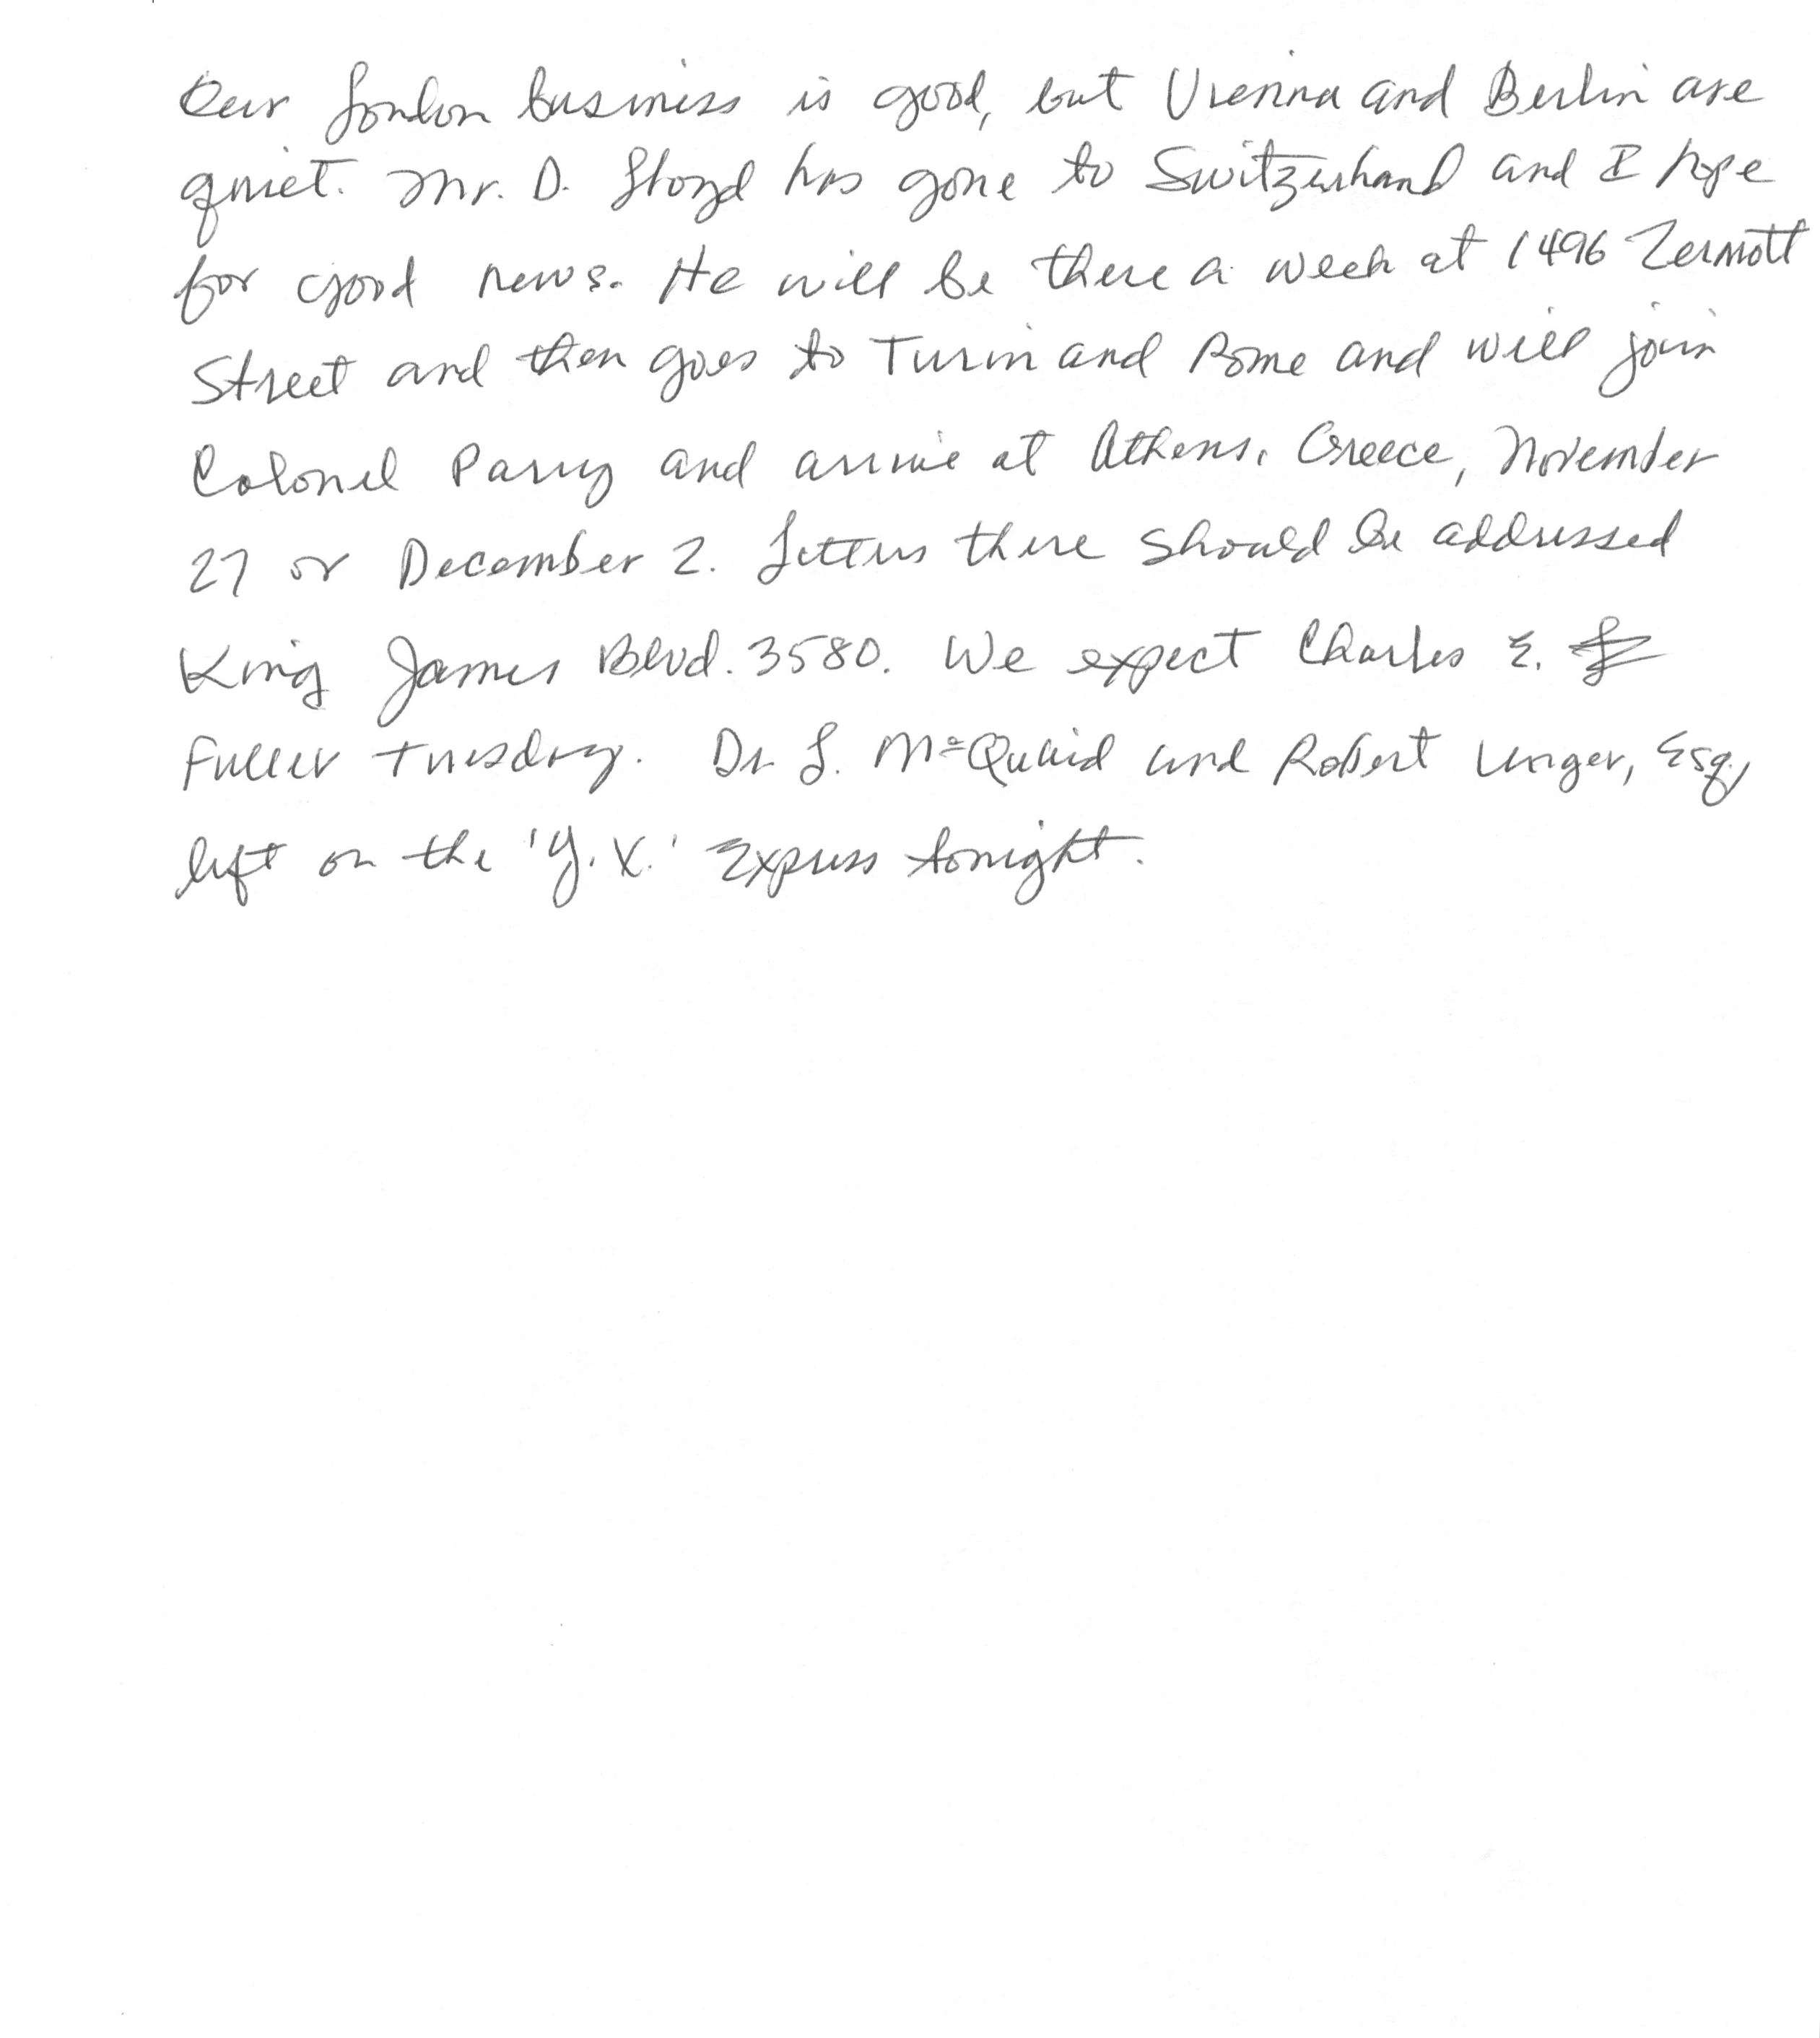 Our London business is good, but Vienna and Berlin are
quiet. Mr. D. Lloyd has gone to Switzerland and I hope
for good news. He will be there a week at 1496 Zermott
Street and then goes to Turin and Rome and will join
Colonel Parry and arrive at Athens, Greece, November
27 or December 2. Letters there should be addressed
King James Blvd. 3580. We expect Charles E.
Fuller Tuesday. Dr L. McQuaid and Robert Unger, Esq.,
left on the 'Y.X.' Express tonight.